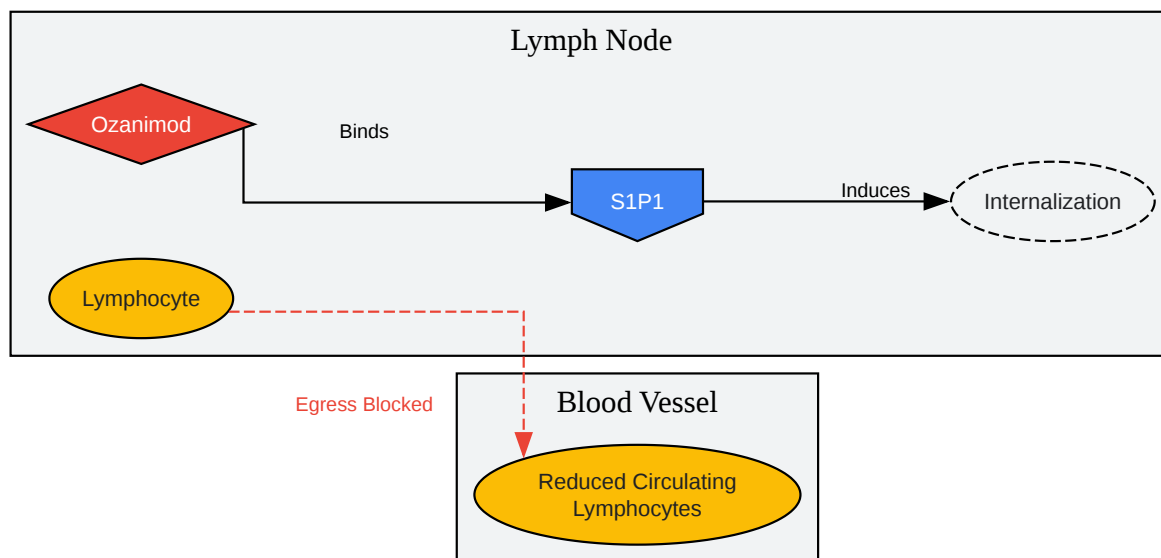 Lymph Node
Ozanimod
Binds
S1P1
Induces
Internalization
Lymphocyte
Egress Blocked
Blood Vessel
Reduced Circulating
Lymphocytes